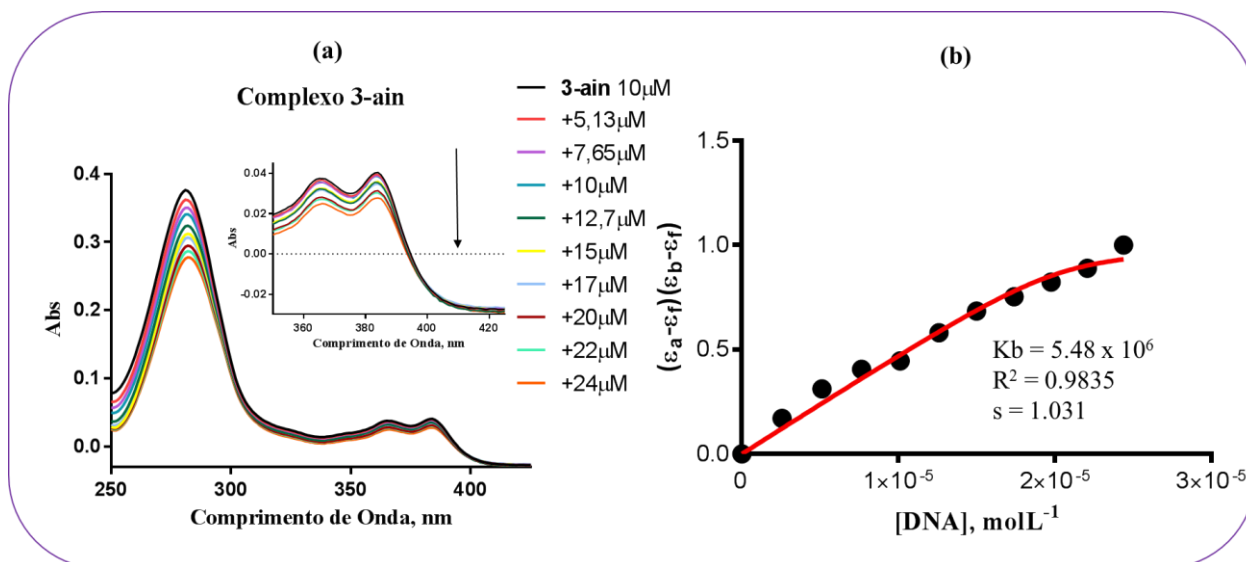 (a)
Complexo 3-ain
3-ain 10μM
+5,13μM
+7,65μM
+10μM
+12,7μM
+15μM
+17μM
+20μM
+22μM
+24μM
Abs
0.4
0.3
0.2
0.1
0.0
250
300
350
400
Comprimento de Onda, nm
Abs
0.04
0.02
0.00
-0.02
360
380
400
420
Comprimento de Onda, nm
(b)
(εa-εf)(εb-εf)
1.5
1.0
0.5
0.0
0
1×10-5
2×10-5
3×10-5
[DNA], molL-1
Kb = 5.48 x 10⁶
R² = 0.9835
s = 1.031